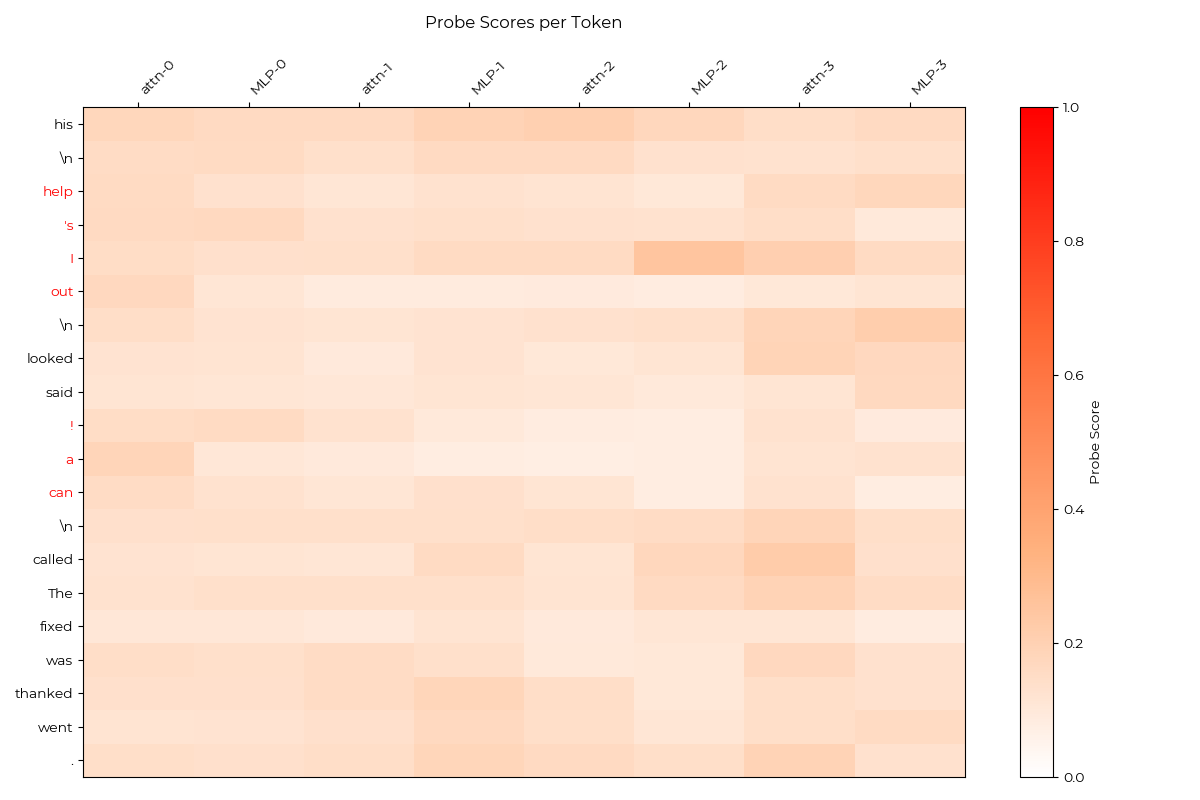 Probe Scores per Token
attn-0 MLP-0 attn-1 MLP-1 attn-2 MLP-2 attn-3 MLP-3
his
\n
help
's
I
out
\n
looked
said
!
a
can
\n
called
The
fixed
was
thanked
went
.
1.0
0.8
0.6
0.4
0.2
0.0
Probe Score